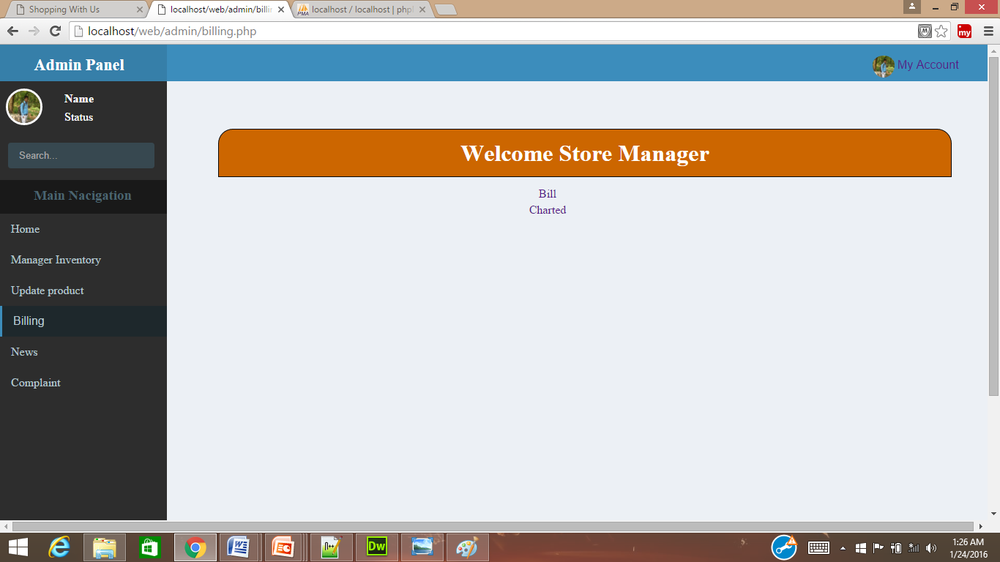 Shopping With Us
localhost/web/admin/billi
localhost / localhost | php
localhost/web/admin/billing.php
my
Admin Panel
My Account
Name
Status
Search...
Main Nacigation
Home
Manager Inventory
Update product
Billing
News
Complaint
Welcome Store Manager
Bill
Charted
1:26 AM
1/24/2016